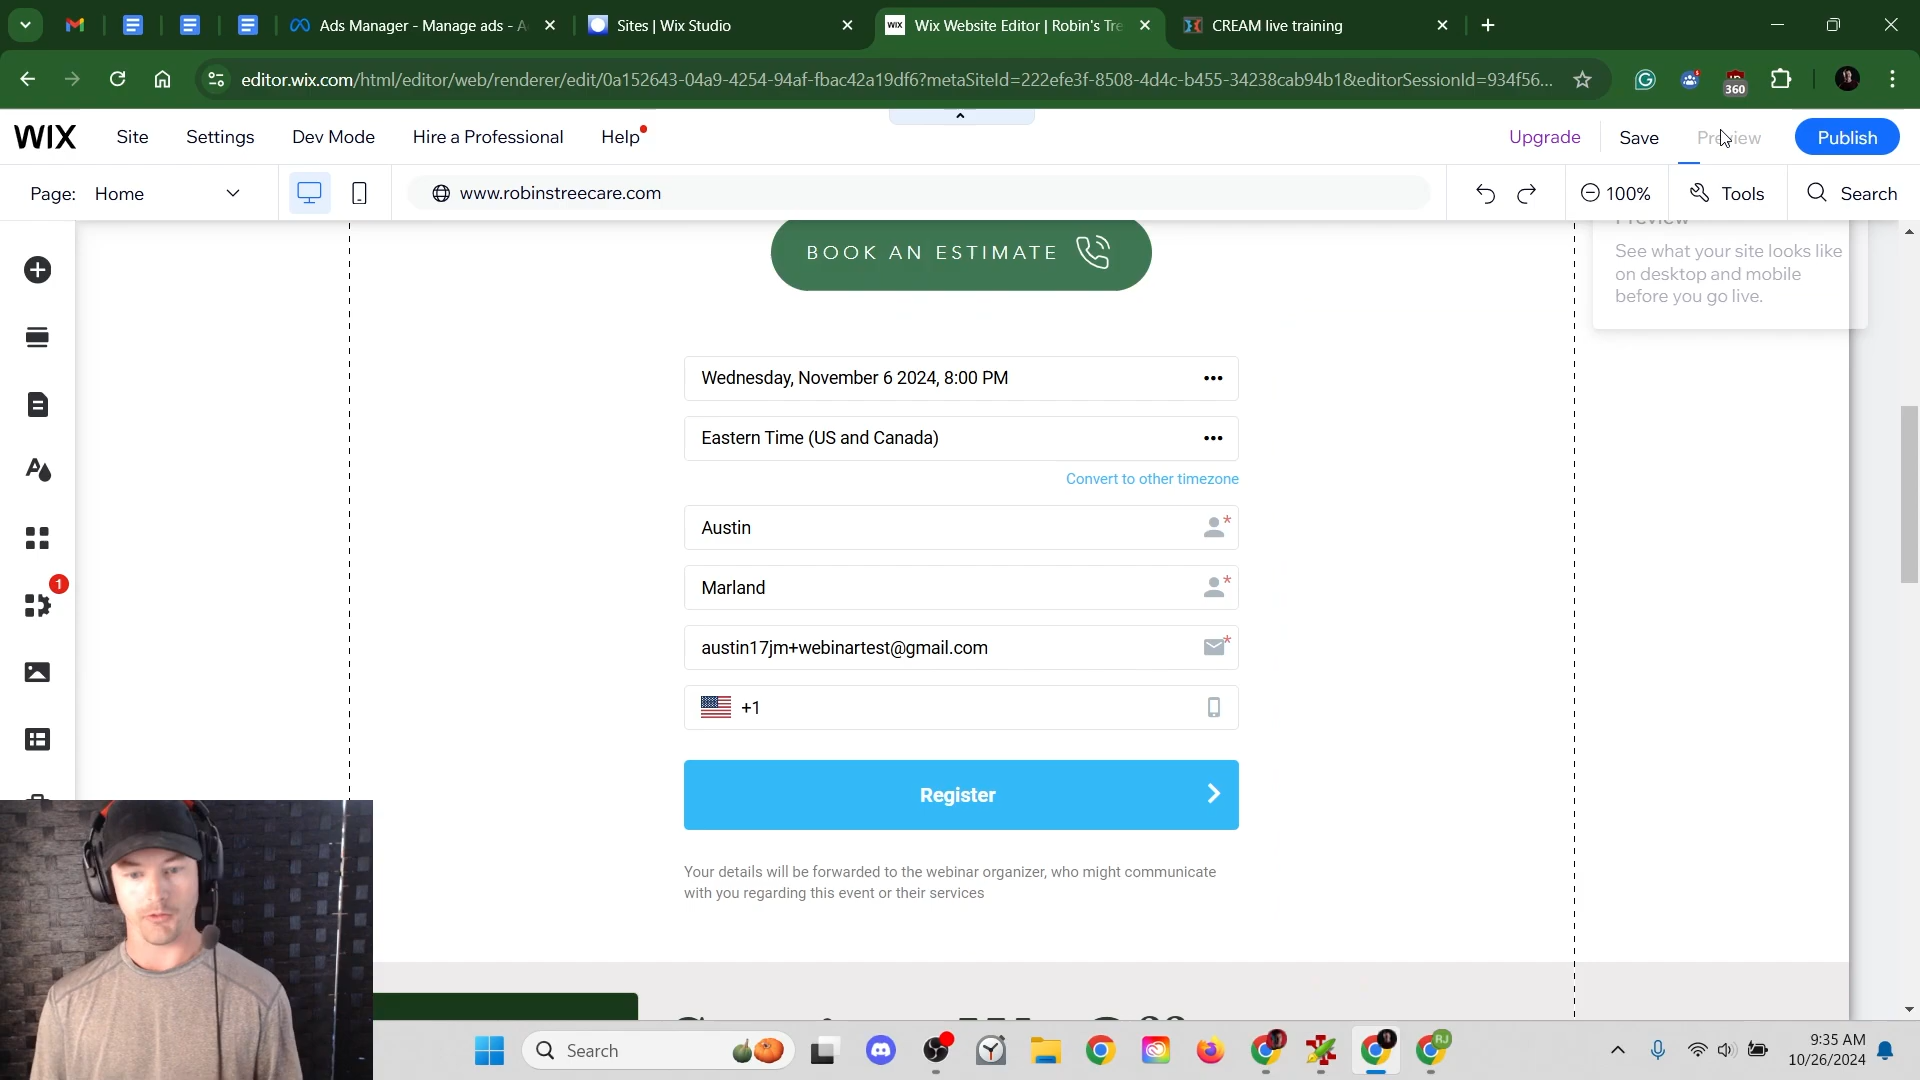 Ads Manager - Manage ads - A
Sites | Wix Studio
WIX
Wix Website Editor | Robin's Tre
CREAM live training
editor.wix.com/html/editor/web/renderer/edit/0a152643-04a9-4254-94af-fbac42a19df6?metaSiteId=222efe3f-8508-4d4c-b455-34238cab94b1&editorSessionId=934f56...
360
WIX
Site
Settings
Dev Mode
Hire a Professional
Help
Upgrade
Save
Preview
Publish
Page:
Home
www.robinstreecare.com
100%
Tools
Search
Preview
See what your site looks like
on desktop and mobile
before you go live.
BOOK AN ESTIMATE
Wednesday, November 6 2024, 8:00 PM
Eastern Time (US and Canada)
Convert to other timezone
Austin
Marland
austin17jm+webinartest@gmail.com
+1
1
Register
Your details will be forwarded to the webinar organizer, who might communicate
with you regarding this event or their services
Search
RJ
9:35 AM
10/26/2024